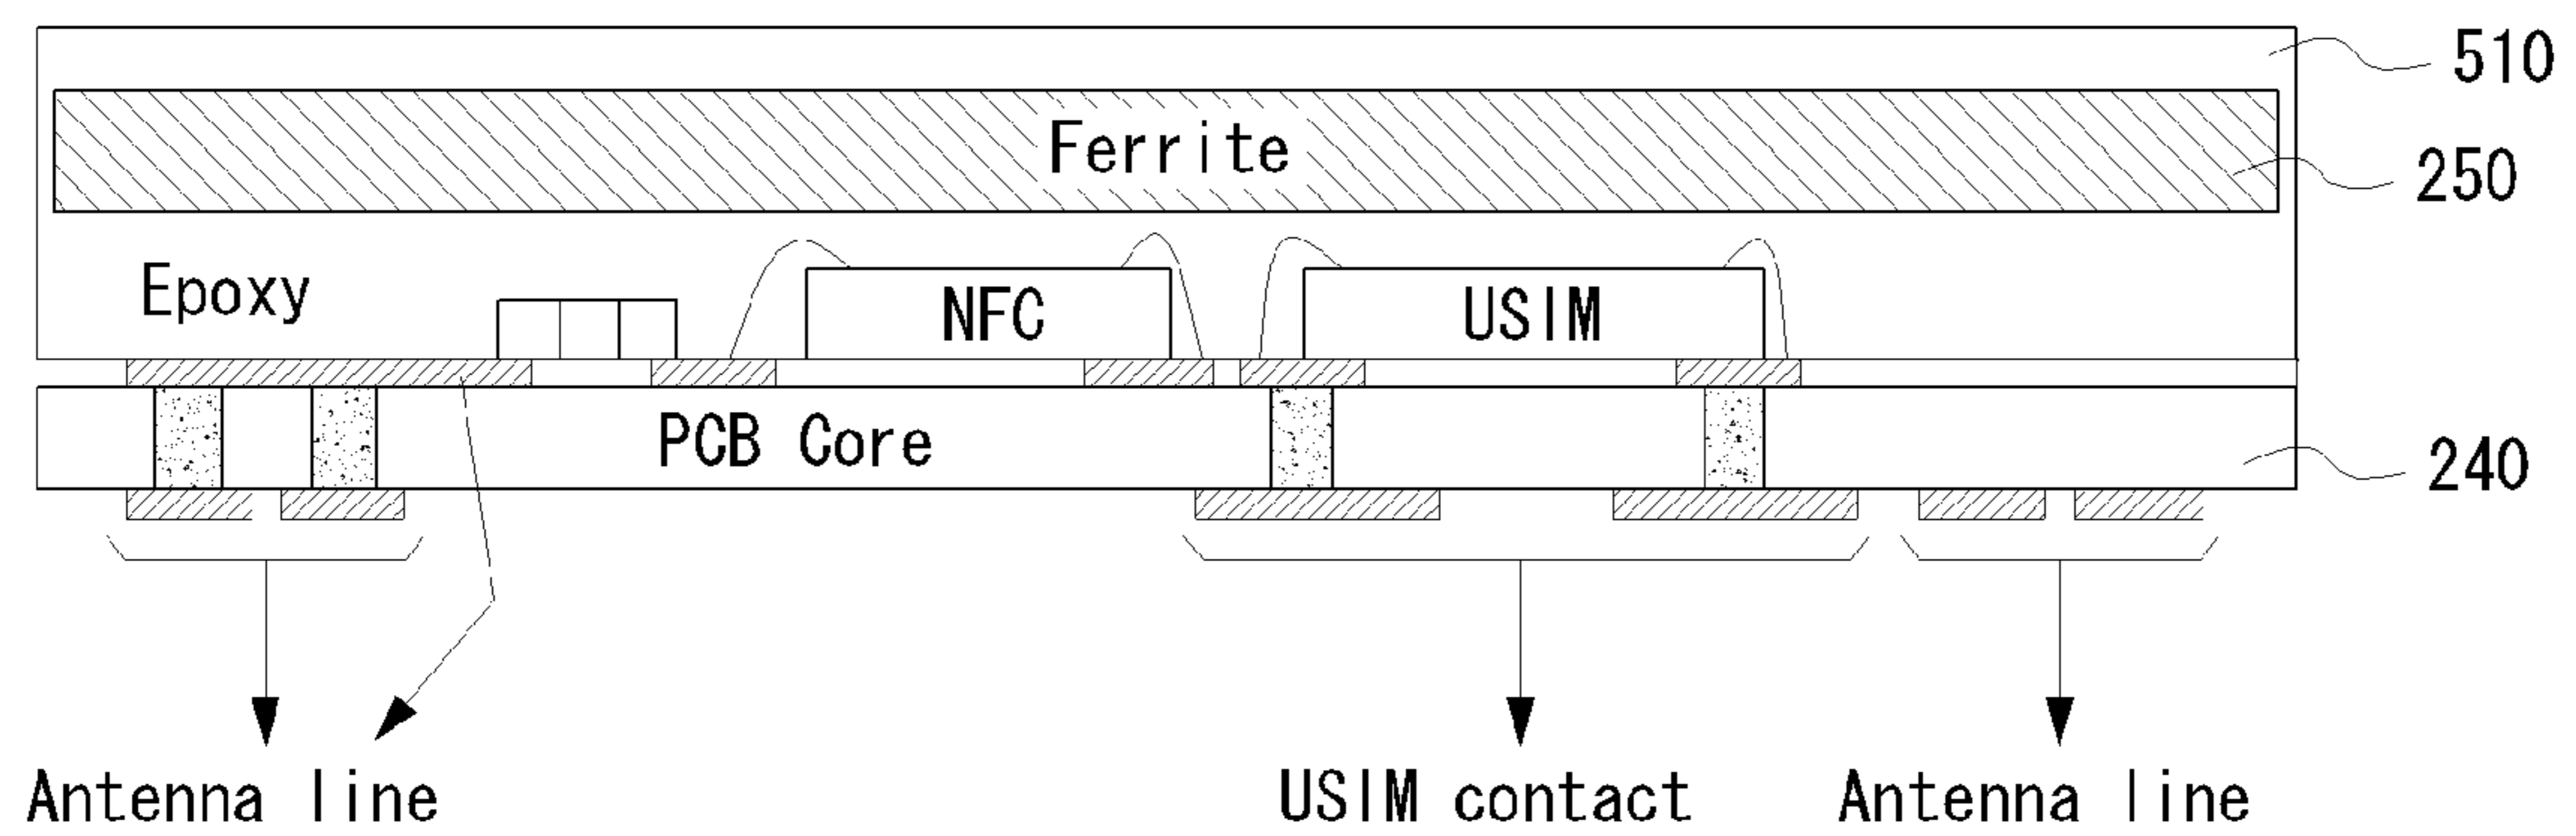 510
Ferrite
250
Epoxy
NFC
USIM
PCB Core
240
Antenna line
USIM contact
Antenna line